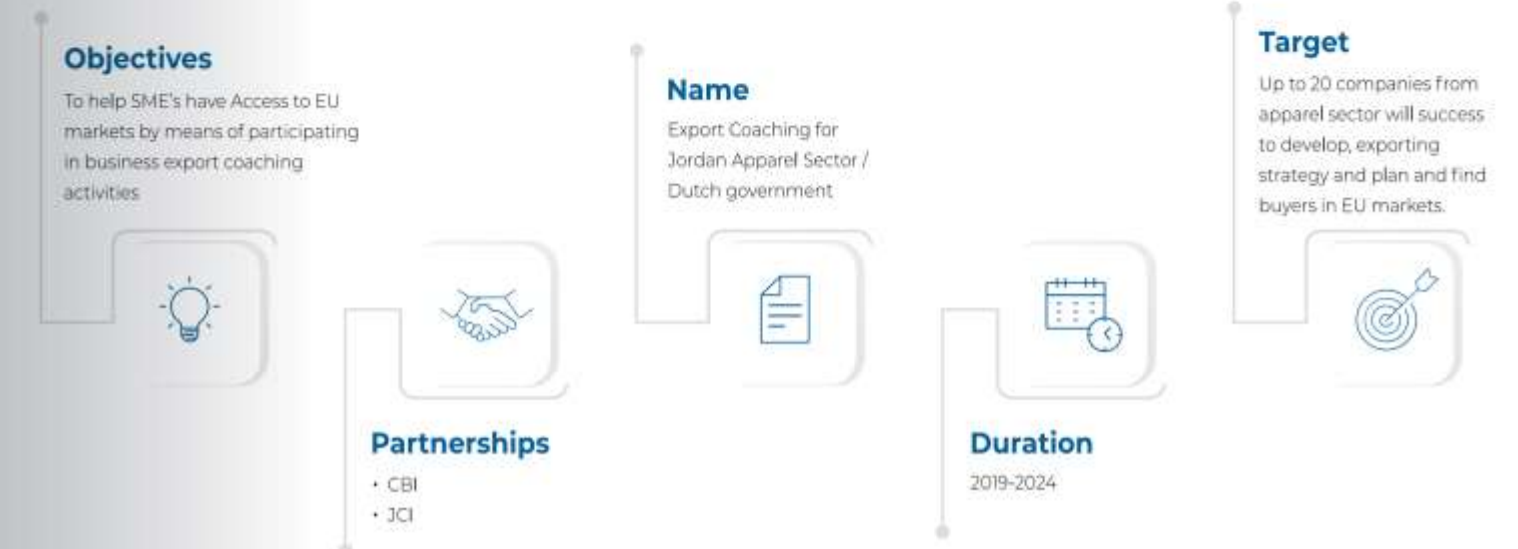 Objectives
To help SME's have Access to EU
markets by means of participating
in business export coaching
activities
Partnerships
• CBI
• JCI
Name
Export Coaching for
Jordan Apparel Sector /
Dutch government
Duration
2019-2024
Target
Up to 20 companies from
apparel sector will success
to develop, exporting
strategy and plan and find
buyers in EU markets.